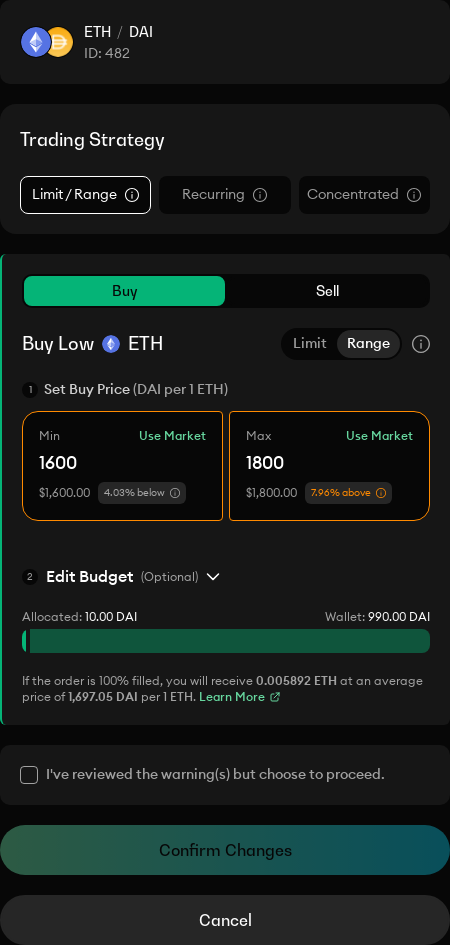 ETH / DAI
ID: 482
Trading Strategy
Limit / Range Recurring Concentrated
Buy Sell
Buy Low ETH Limit Range
1 Set Buy Price (DAI per 1 ETH)
Min Use Market Max Use Market
1600 1800
$1,600.00 4.03% below $1,800.00 7.96% above
2 Edit Budget (Optional)
Allocated: 10.00 DAI Wallet: 990.00 DAI
If the order is 100% filled, you will receive 0.005892 ETH at an average
price of 1,697.05 DAI per 1 ETH. Learn More
I've reviewed the warning(s) but choose to proceed.
Confirm Changes
Cancel